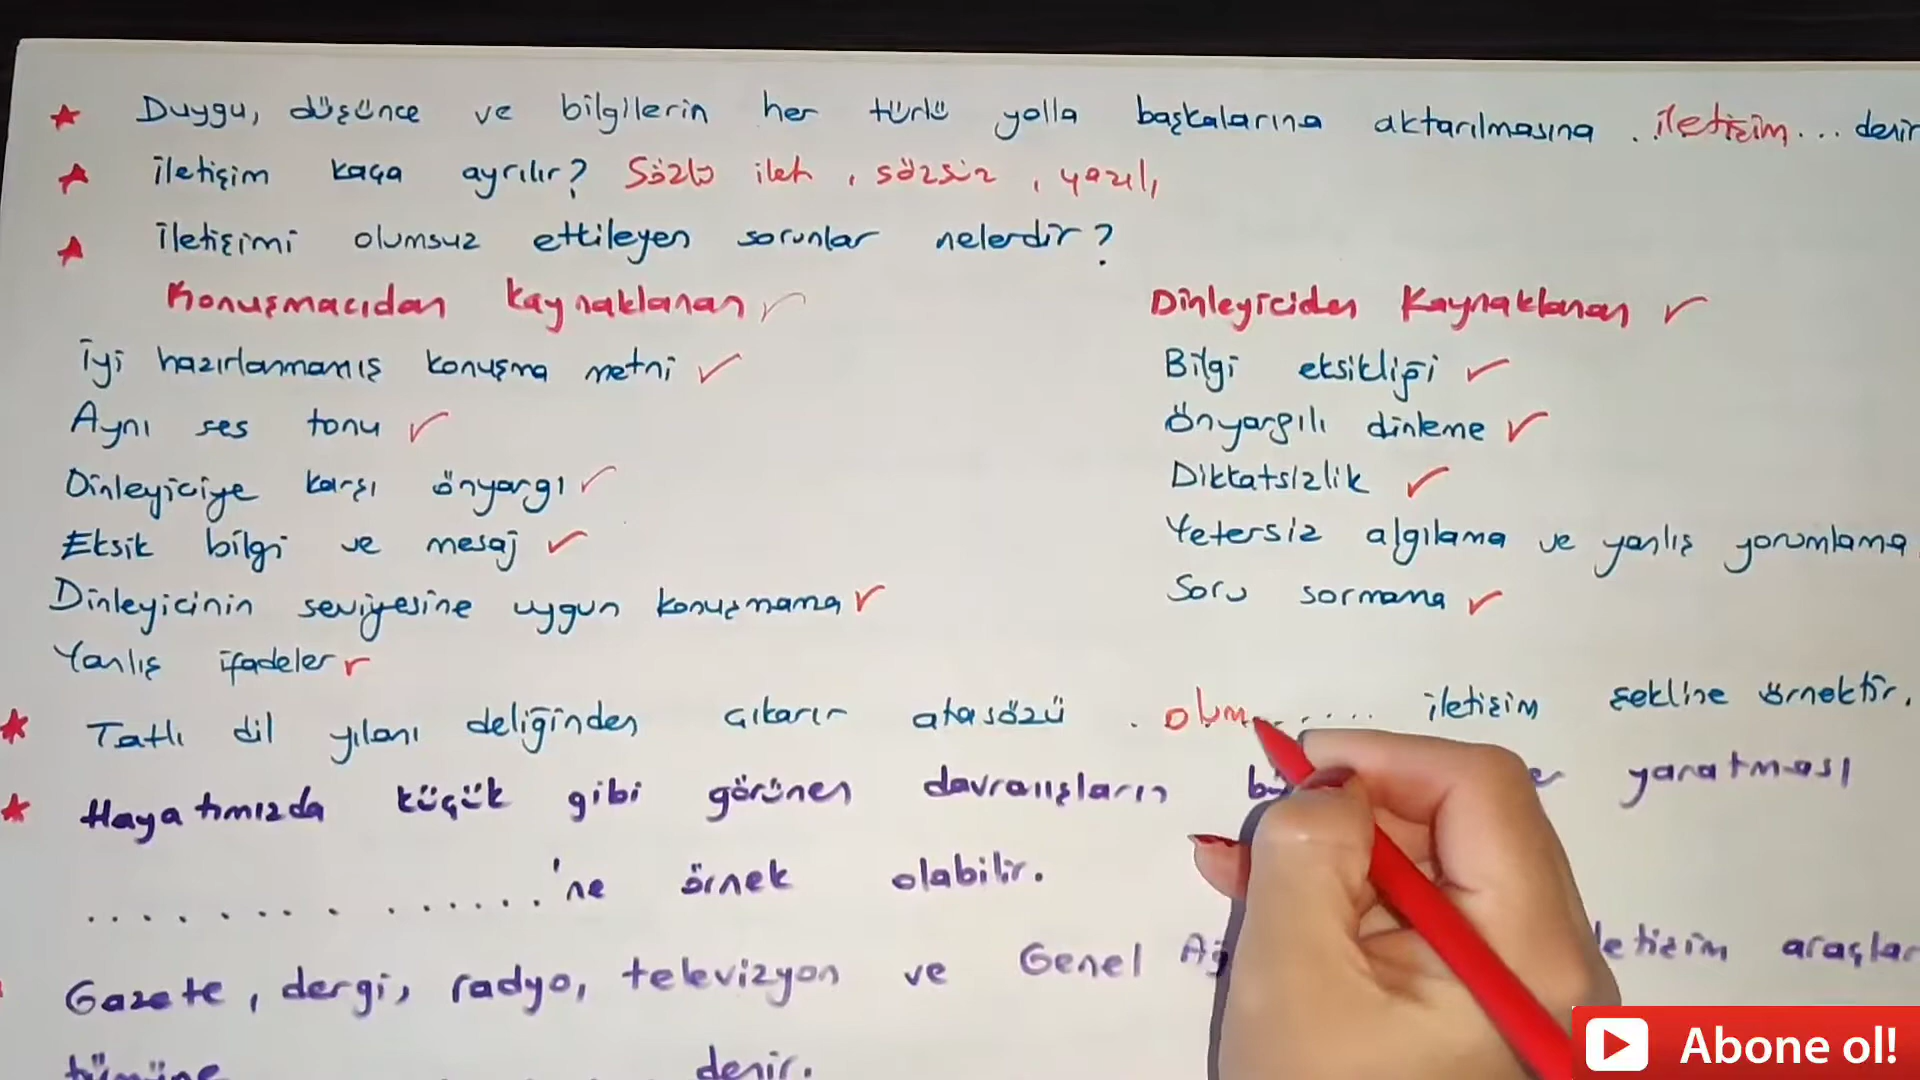 ★ Duygu, düşünce ve bilgilerin her türlü yolla başkalarına aktarılmasına .iletişim... denir
★ iletişim kaça ayrılır? Sözlü ilet , sözsüz , yazılı
★ İletişimi olumsuz etkileyen sorunlar nelerdir?
Konuşmacıdan kaynaklanan ✓
İyi hazırlanmamış konuşma metni ✓
Aynı ses tonu ✓
Dinleyiciye karşı önyargı ✓
Eksik bilgi ve mesaj ✓
Dinleyicinin seviyesine uygun konuşmama ✓
Yanlış ifadeler ✓
Dinleyiciden Kaynaklanan ✓
Bilgi eksikliği ✓
Önyargılı dinleme ✓
Dikkatsizlik ✓
Yetersiz algılama ve yanlış yorumlama
Soru sormama ✓
★ Tatlı dil yılanı deliğinden çıkarır atasözü . olum...... iletişim şekline örnektir.
★ Hayatımızda küçük gibi görünen davranışların yaratması
..............'ne örnek olabilir.
Gazete, dergi, radyo, televizyon ve Genel Ağ letişim araçlar
tümüne denir.
Abone ol!